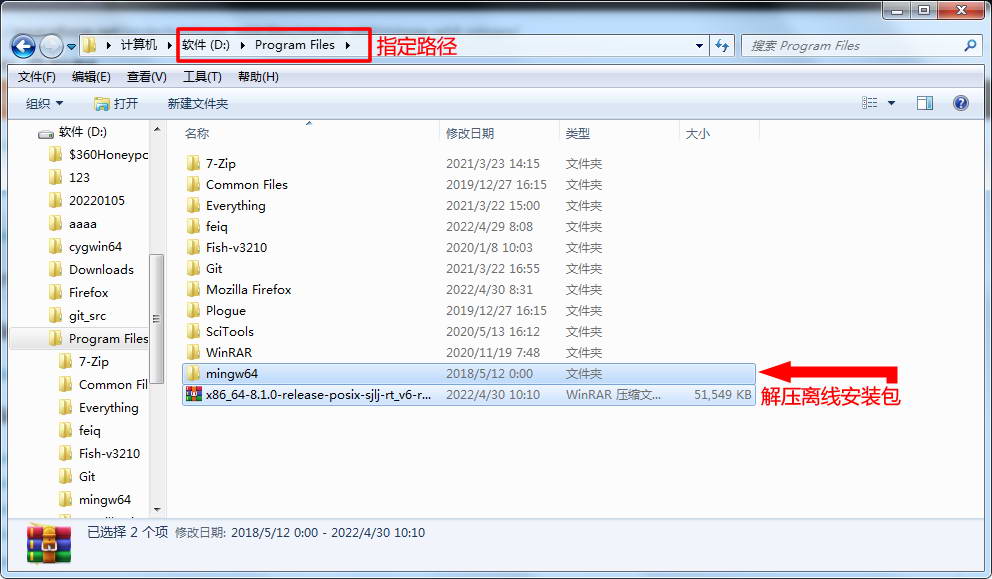 计算机 软件 (D:) Program Files 指定路径 搜索 Program Files
文件(F) 编辑(E) 查看(V) 工具(T) 帮助(H)
组织 打开 新建文件夹
软件 (D:)
$360Honeypc
123
20220105
aaaa
cygwin64
Downloads
Firefox
git_src
Program Files
7-Zip
Common Fil
Everything
feiq
Fish-v3210
Git
mingw64
名称 修改日期 类型 大小
7-Zip 2021/3/23 14:15 文件夹
Common Files 2019/12/27 16:15 文件夹
Everything 2021/3/22 15:00 文件夹
feiq 2022/4/29 8:08 文件夹
Fish-v3210 2020/1/8 10:03 文件夹
Git 2021/3/22 16:55 文件夹
Mozilla Firefox 2022/4/30 8:31 文件夹
Plogue 2019/12/27 16:15 文件夹
SciTools 2020/5/13 16:12 文件夹
WinRAR 2020/11/19 7:48 文件夹
mingw64 2018/5/12 0:00 文件夹
x86_64-8.1.0-release-posix-sjlj-rt_v6-r... 2022/4/30 10:10 WinRAR 压缩文... 51,549 KB
解压离线安装包
已选择 2 个项 修改日期: 2018/5/12 0:00 - 2022/4/30 10:10